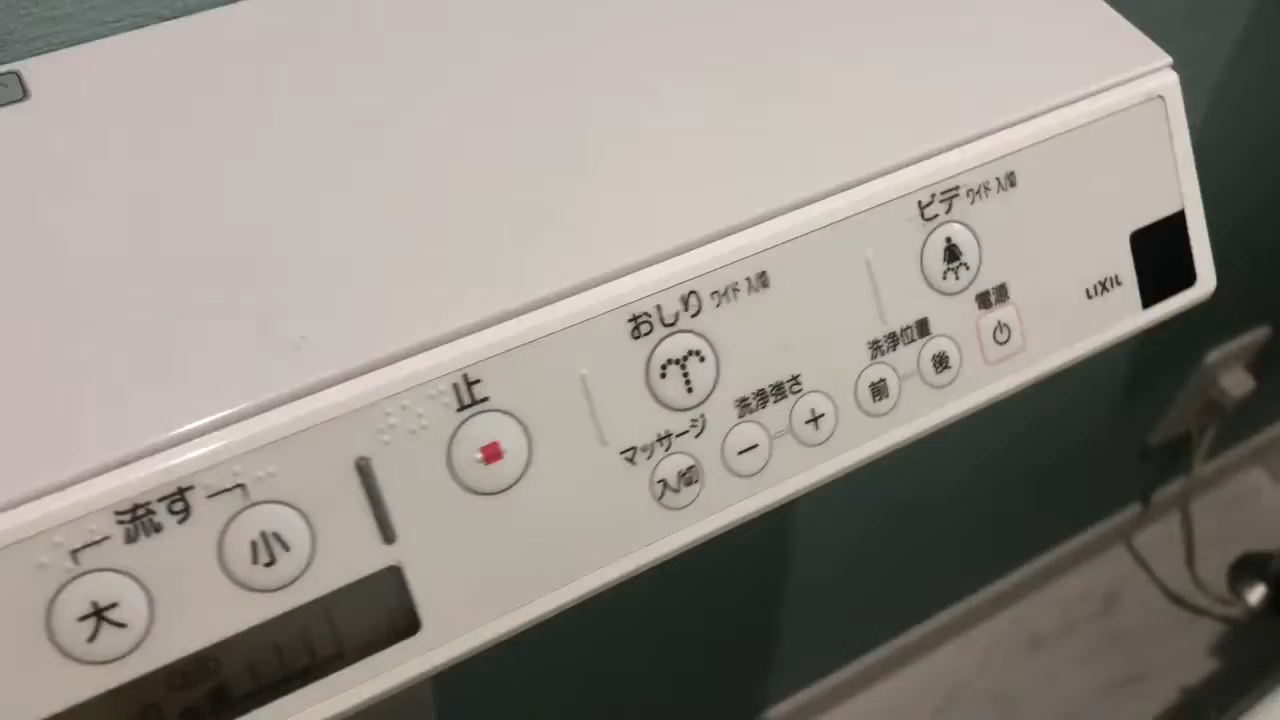 流す
大
小
止
おしり ワイド 入/切
マッサージ
入/切
洗浄強さ
－
＋
ビデ ワイド 入/切
洗浄位置
前
後
電源
LIXIL